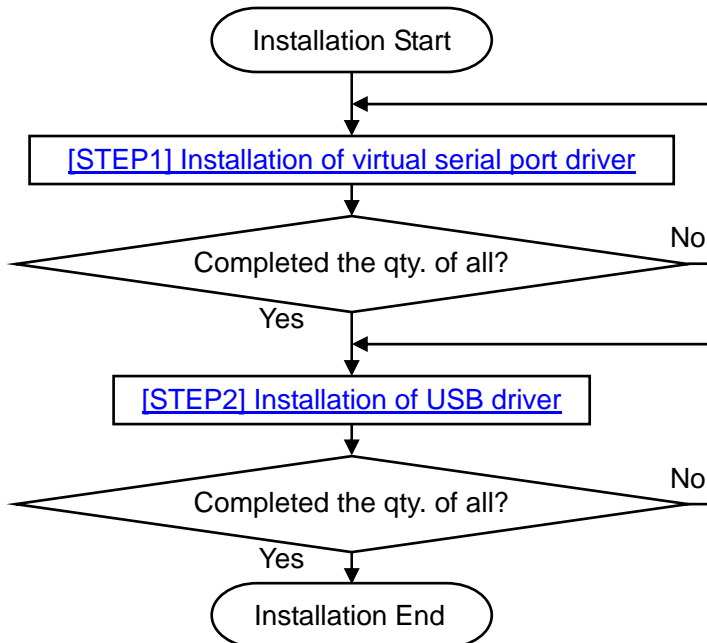 Installation Start
[STEP1] Installation of virtual serial port driver
Completed the qty. of all?
No
Yes
[STEP2] Installation of USB driver
Completed the qty. of all?
No
Yes
Installation End